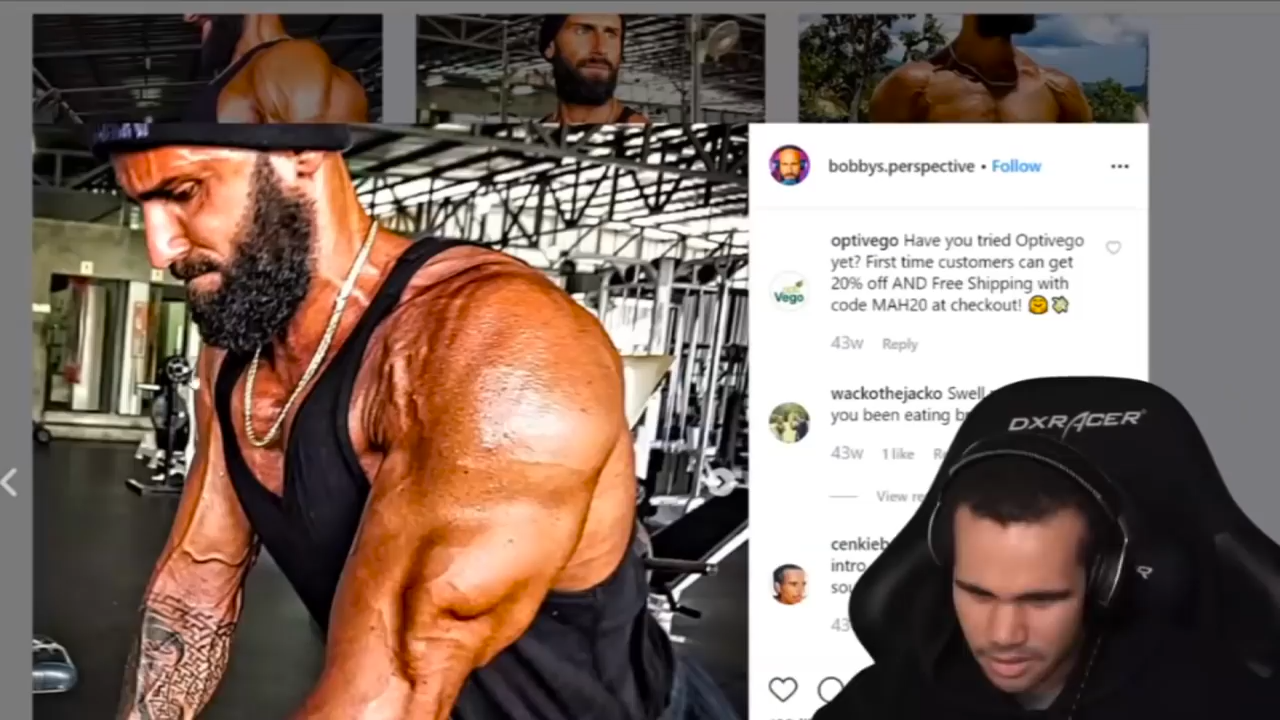 bobbys.perspective • Follow
optivego Have you tried Optivego
yet? First time customers can get
20% off AND Free Shipping with
code MAH20 at checkout!
Vego
43w Reply
wackothejacko Swell
you been eating
43w 1 like
View
intro
43
DXRACER